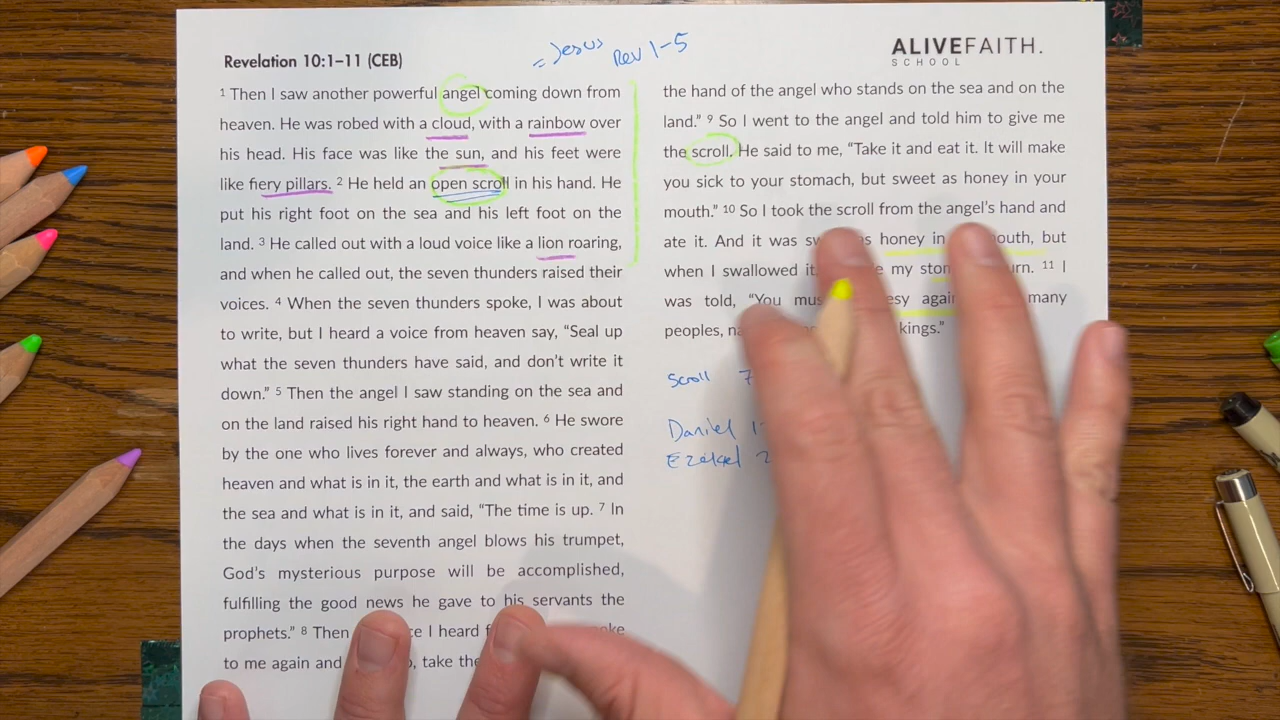 = Jesus Rev 1-5
Revelation 10:1–11 (CEB)
ALIVEFAITH.
SCHOOL
1 Then I saw another powerful angel coming down from
heaven. He was robed with a cloud, with a rainbow over
his head. His face was like the sun, and his feet were
like fiery pillars. 2 He held an open scroll in his hand. He
put his right foot on the sea and his left foot on the
land. 3 He called out with a loud voice like a lion roaring,
and when he called out, the seven thunders raised their
voices. 4 When the seven thunders spoke, I was about
to write, but I heard a voice from heaven say, “Seal up
what the seven thunders have said, and don’t write it
down.” 5 Then the angel I saw standing on the sea and
on the land raised his right hand to heaven. 6 He swore
by the one who lives forever and always, who created
heaven and what is in it, the earth and what is in it, and
the sea and what is in it, and said, “The time is up. 7 In
the days when the seventh angel blows his trumpet,
God’s mysterious purpose will be accomplished,
fulfilling the good news he gave to his servants the
prophets.” 8 Then I heard
to me again and take the
the hand of the angel who stands on the sea and on the
land.” 9 So I went to the angel and told him to give me
the scroll. He said to me, “Take it and eat it. It will make
you sick to your stomach, but sweet as honey in your
mouth.” 10 So I took the scroll from the angel’s hand and
ate it. And it was honey in mouth, but
when I swallowed it my 11 I
was told, “You many
peoples, kings.”
Scroll
Daniel
Ezekiel